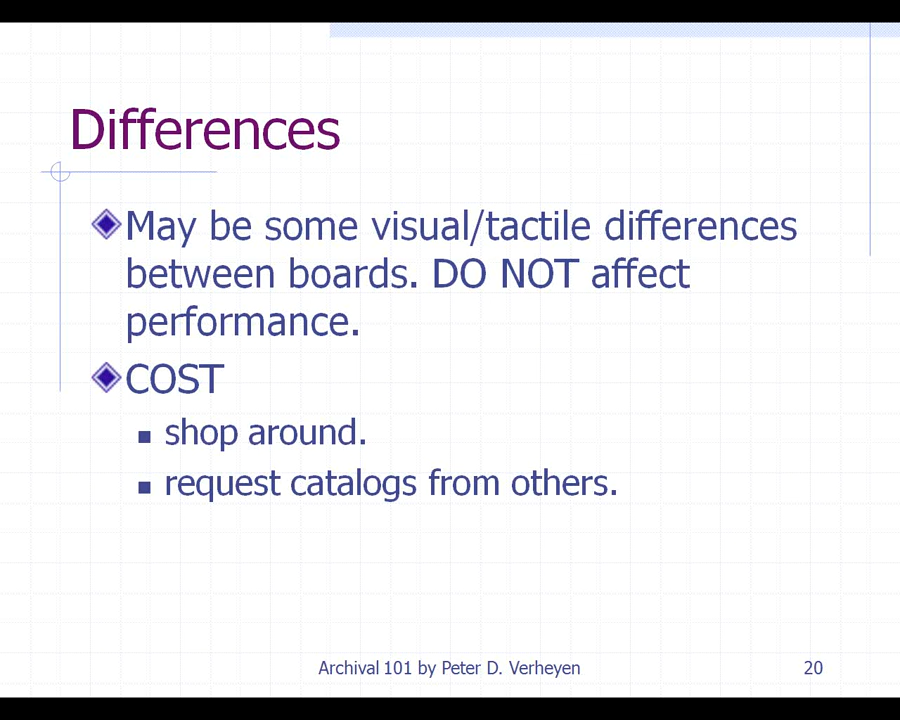 Differences
May be some visual/tactile differences
between boards. DO NOT affect
performance.
COST
shop around.
request catalogs from others.
Archival 101 by Peter D. Verheyen
20